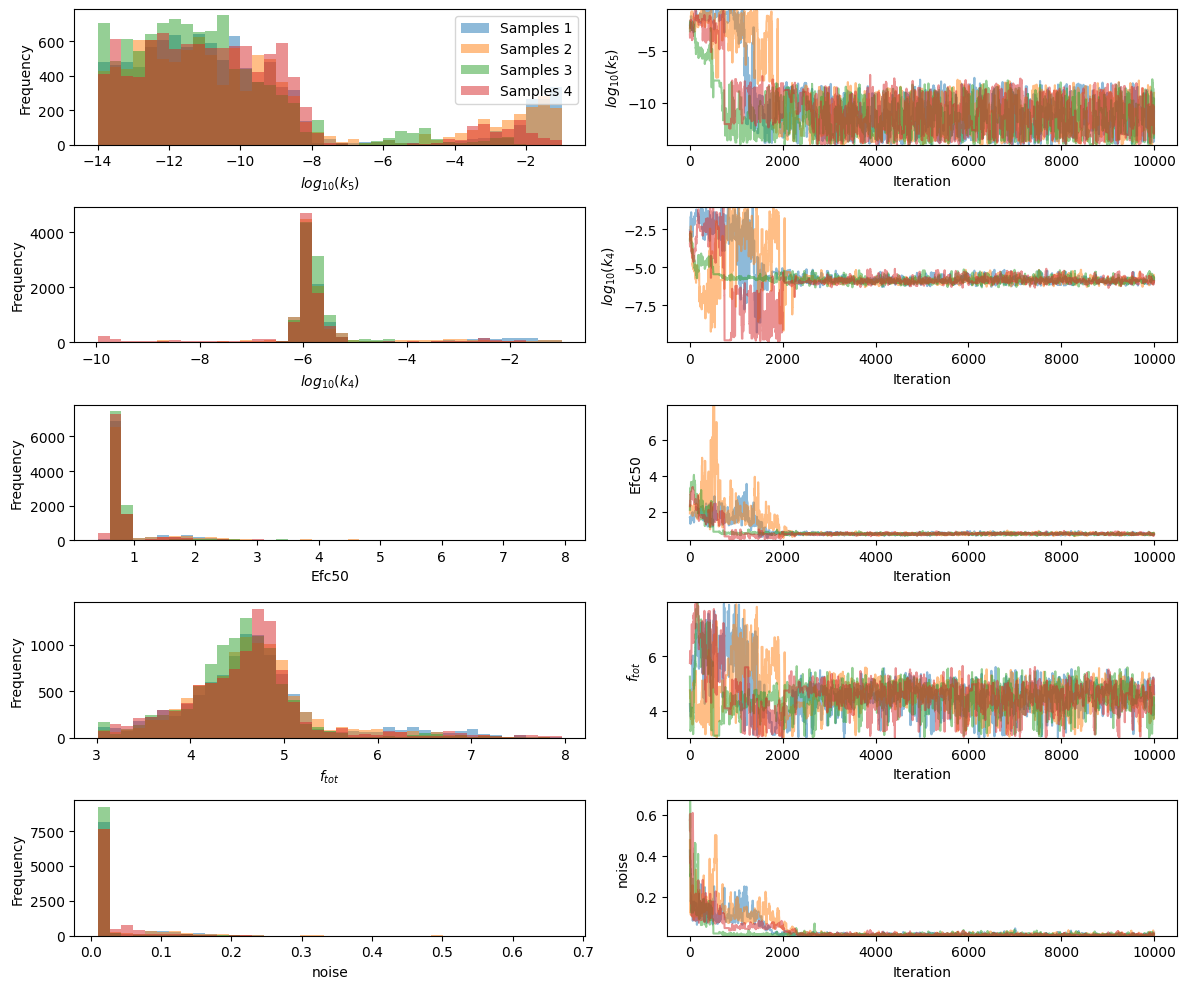 Frequency
600
400
200
0
−14 −12 −10 −8 −6 −4 −2
log10(k5)
Samples 1
Samples 2
Samples 3
Samples 4
log10(k5)
−5
−10
0 2000 4000 6000 8000 10000
Iteration
Frequency
4000
2000
0
−10 −8 −6 −4 −2
log10(k4)
log10(k4)
−2.5
−5.0
−7.5
0 2000 4000 6000 8000 10000
Iteration
Frequency
6000
4000
2000
0
1 2 3 4 5 6 7 8
Efc50
Efc50
6
4
2
0 2000 4000 6000 8000 10000
Iteration
Frequency
1000
500
0
3 4 5 6 7 8
ftot
ftot
6
4
0 2000 4000 6000 8000 10000
Iteration
Frequency
7500
5000
2500
0
0.0 0.1 0.2 0.3 0.4 0.5 0.6 0.7
noise
noise
0.6
0.4
0.2
0 2000 4000 6000 8000 10000
Iteration